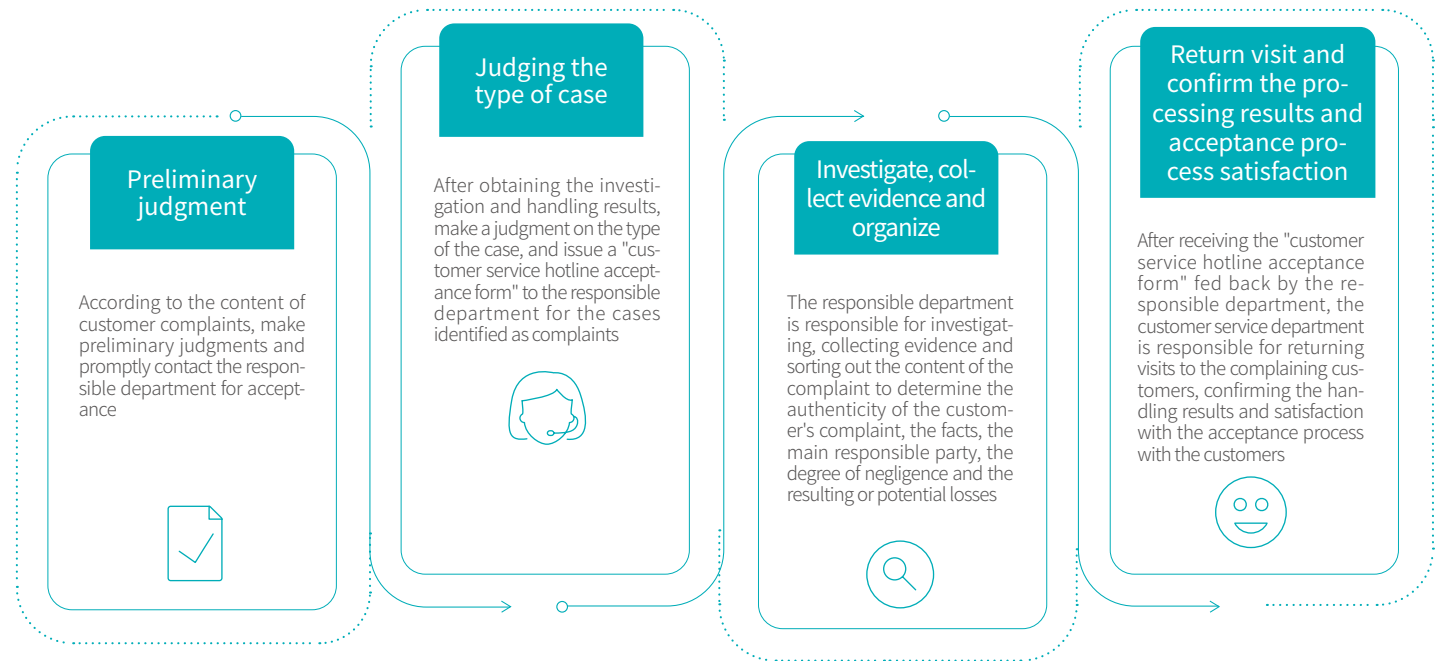 Preliminary
judgment
According to the content of
customer complaints, make
preliminary judgments and
promptly contact the respon-
sible department for accept-
ance
Judging the
type of case
After obtaining the investi-
gation and handling results,
make a judgment on the type
of the case, and issue a "cus-
tomer service hotline accept-
ance form" to the responsible
department for the cases
identified as complaints
Investigate, col-
lect evidence and
organize
The responsible department
is responsible for investigat-
ing, collecting evidence and
sorting out the content of the
complaint to determine the
authenticity of the custom-
er's complaint, the facts, the
main responsible party, the
degree of negligence and the
resulting or potential losses
Return visit and
confirm the pro-
cessing results and
acceptance pro-
cess satisfaction
After receiving the "customer
service hotline acceptance
form" fed back by the re-
sponsible department, the
customer service department
is responsible for returning
visits to the complaining cus-
tomers, confirming the han-
dling results and satisfaction
with the acceptance process
with the customers